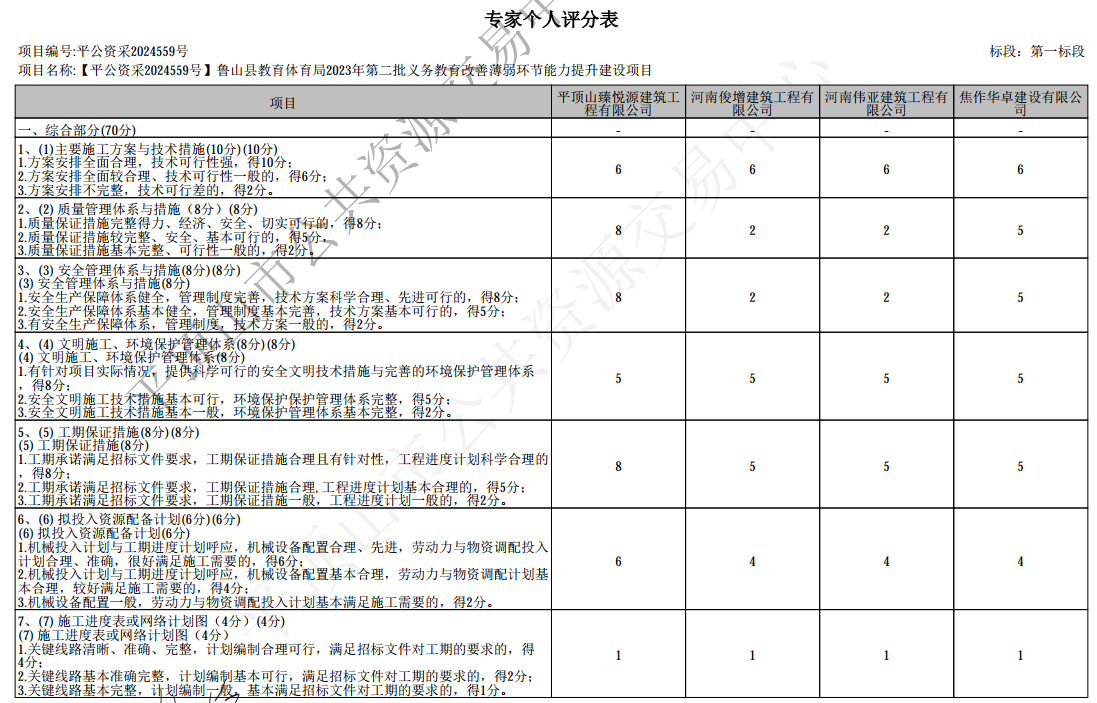 专家个人评分表
项目编号:平公资采2024559号
标段：第一标段
项目名称:【平公资采2024559号】鲁山县教育体育局2023年第二批义务教育改善薄弱环节能力提升建设项目
项目
平顶山臻悦源建筑工
程有限公司
河南俊增建筑工程有
限公司
河南伟亚建筑工程有
限公司
焦作华卓建设有限公
司
一、综合部分(70分)
-
-
-
-
1、(1)主要施工方案与技术措施(10分)(10分)
1.方案安排全面合理，技术可行性强，得10分；
2.方案安排全面较合理、技术可行性一般的，得6分；
3.方案安排不完整，技术可行差的，得2分。
6
6
6
6
2、(2) 质量管理体系与措施（8分）(8分)
1.质量保证措施完整得力、经济、安全、切实可行的，得8分；
2.质量保证措施较完整、安全、基本可行的，得5分，
3.质量保证措施基本完整、可行性一般的，得2分。
8
2
2
5
3、(3) 安全管理体系与措施(8分)(8分)
(3) 安全管理体系与措施(8分)
1.安全生产保障体系健全，管理制度完善，技术方案科学合理、先进可行的，得8分；
2.安全生产保障体系基本健全，管理制度基本完善，技术方案基本可行的，得5分；
3.有安全生产保障体系，管理制度，技术方案一般的，得2分。
8
2
2
5
4、(4) 文明施工、环境保护管理体系(8分)(8分)
(4) 文明施工、环境保护管理体系(8分)
1.有针对项目实际情况，提供科学可行的安全文明技术措施与完善的环境保护管理体系
，得8分；
2.安全文明施工技术措施基本可行，环境保护保护管理体系完整，得5分；
3.安全文明施工技术措施基本一般，环境保护管理体系基本完整，得2分。
5
5
5
5
5、(5) 工期保证措施(8分)(8分)
(5) 工期保证措施(8分)
1.工期承诺满足招标文件要求，工期保证措施合理且有针对性，工程进度计划科学合理的
，得8分；
2.工期承诺满足招标文件要求，工期保证措施合理,工程进度计划基本合理的，得5分；
3.工期承诺满足招标文件要求，工期保证措施一般，工程进度计划一般的，得2分。
8
5
5
5
6、(6) 拟投入资源配备计划(6分)(6分)
(6) 拟投入资源配备计划(6分)
1.机械投入计划与工期进度计划呼应，机械设备配置合理、先进，劳动力与物资调配投入
计划合理、准确，很好满足施工需要的，得6分；
2.机械投入计划与工期进度计划呼应，机械设备配置基本合理，劳动力与物资调配计划基
本合理，较好满足施工需要的，得4分；
3.机械设备配置一般，劳动力与物资调配投入计划基本满足施工需要的，得2分。
6
4
4
4
7、(7) 施工进度表或网络计划图（4分）(4分)
(7) 施工进度表或网络计划图（4分）
1.关键线路清晰、准确、完整，计划编制合理可行，满足招标文件对工期的要求的，得
4分；
2.关键线路基本准确完整，计划编制基本可行，满足招标文件对工期的要求的，得2分；
3.关键线路基本完整，计划编制一般，基本满足招标文件对工期的要求的，得1分。
1
1
1
1
平顶山市公共资源交易中心
平顶山市公共资源交易中心